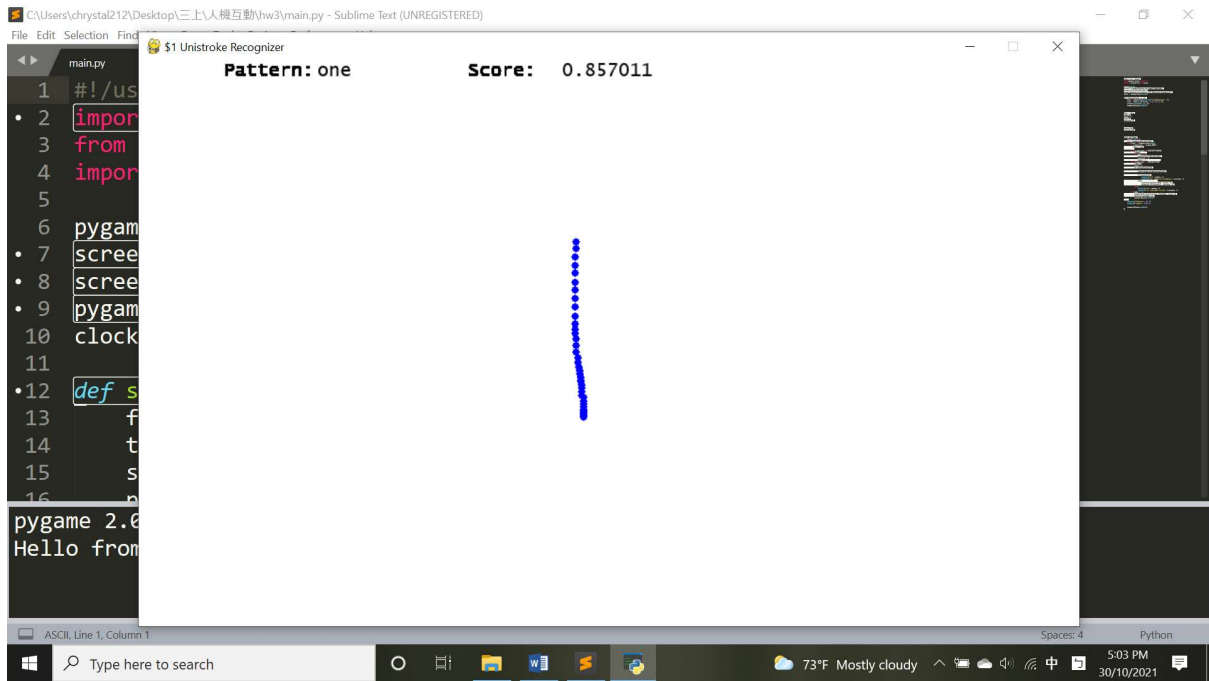 C:\Users\chrystal212\Desktop\三上\人機互動\hw3\main.py - Sublime Text (UNREGISTERED)
File Edit Selection Find
$1 Unistroke Recognizer
main.py
Pattern: one Score: 0.857011
1 #!/us
2 impor
3 from
4 impor
5
6 pygam
7 scree
8 scree
9 pygam
10 clock
11
12 def s
13 f
14 t
15 s
16
pygame 2.0
Hello from
ASCII, Line 1, Column 1 Spaces: 4 Python
Type here to search
73°F Mostly cloudy
中
5:03 PM
30/10/2021